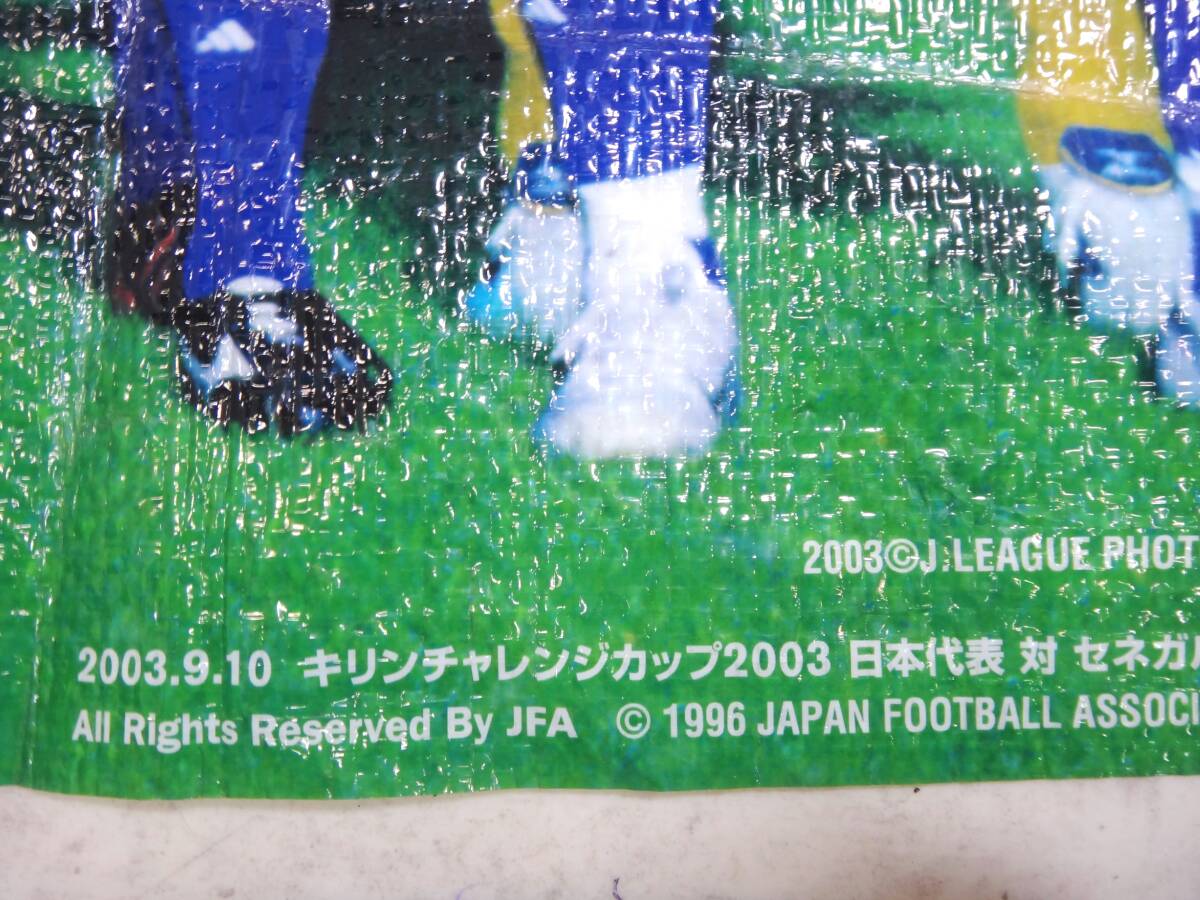 2003©J.LEAGUE PHOT
2003.9.10 キリンチャレンジカップ2003 日本代表 対 セネガル
All Rights Reserved By JFA © 1996 JAPAN FOOTBALL ASSOC